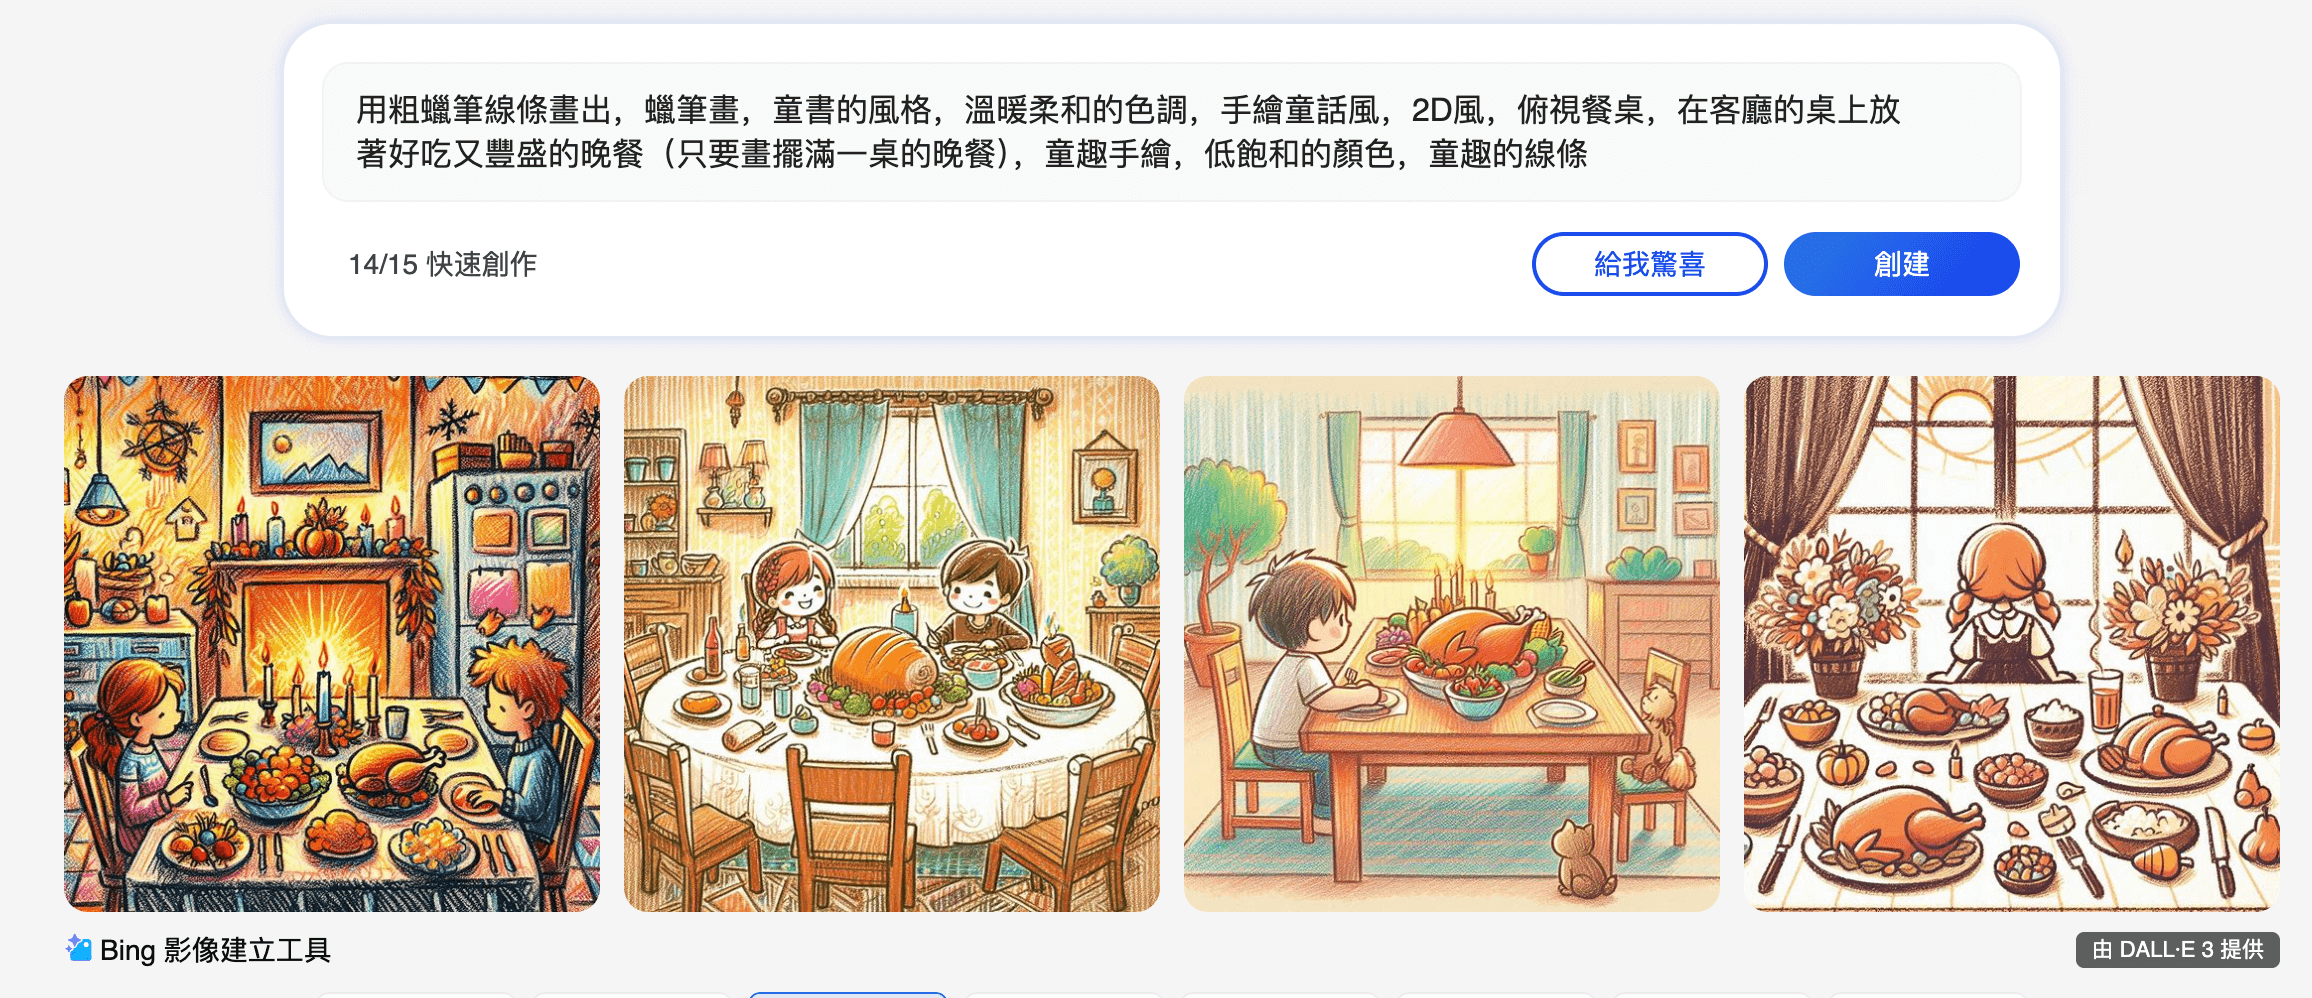 用粗蠟筆線條畫出，蠟筆畫，童書的風格，溫暖柔和的色調，手繪童話風，2D風，俯視餐桌，在客廳的桌上放
著好吃又豐盛的晚餐（只要畫擺滿一桌的晚餐），童趣手繪，低飽和的顏色，童趣的線條
14/15 快速創作
給我驚喜
創建
Bing 影像建立工具
由 DALL·E 3 提供